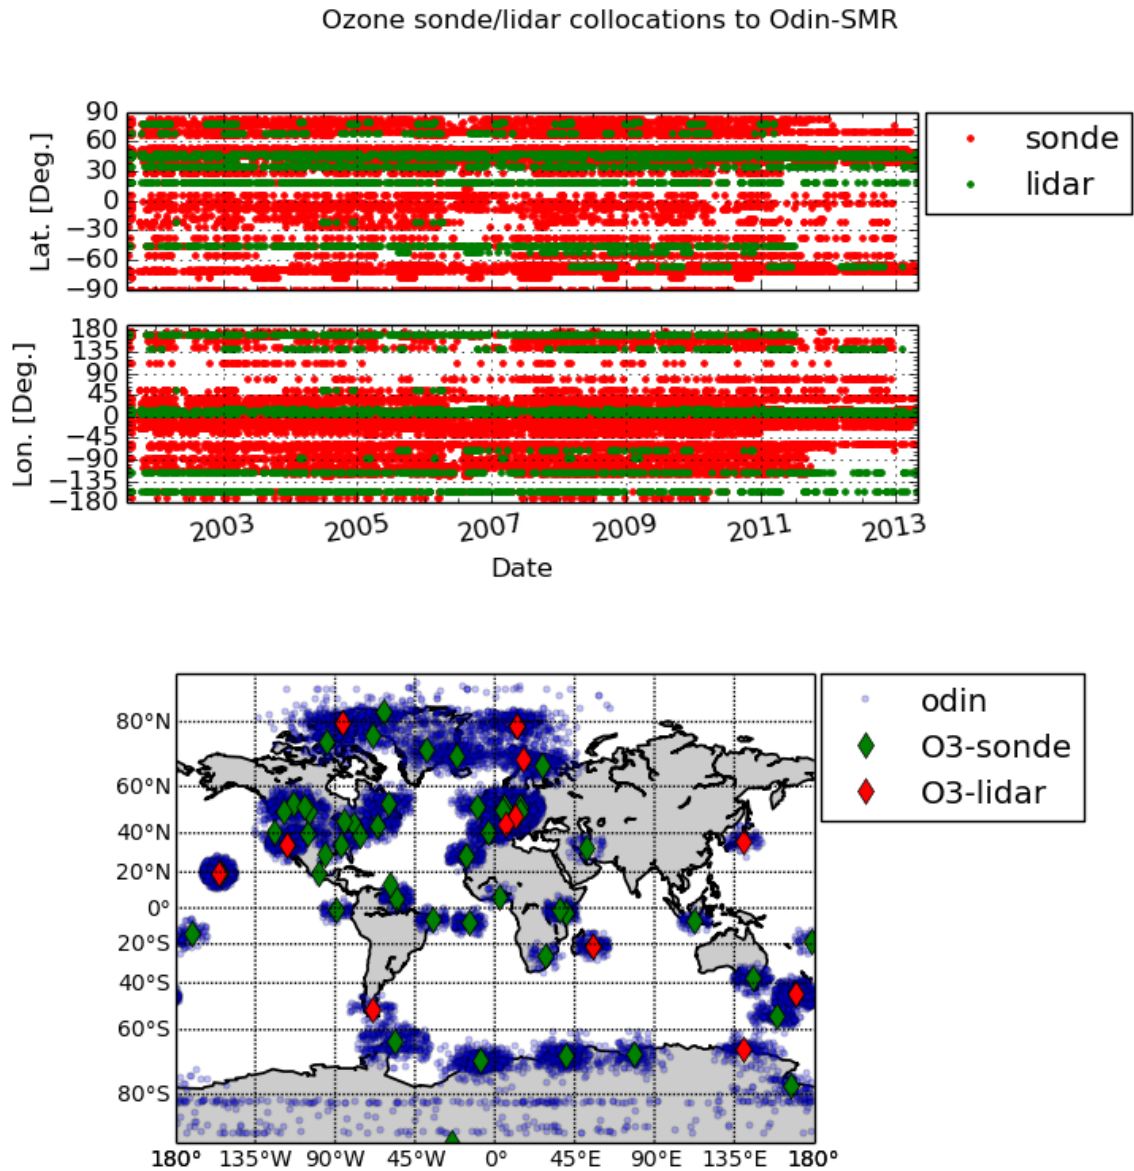 Ozone sonde/lidar collocations to Odin-SMR
90
60
30
0
−30
−60
−90
Lat. [Deg.]
sonde
lidar
180
135
90
45
0
−45
−90
−135
−180
Lon. [Deg.]
2003 2005 2007 2009 2011 2013
Date
80°N
60°N
40°N
20°N
0°
20°S
40°S
60°S
80°S
180° 135°W 90°W 45°W 0° 45°E 90°E 135°E 180°
odin
O3-sonde
O3-lidar